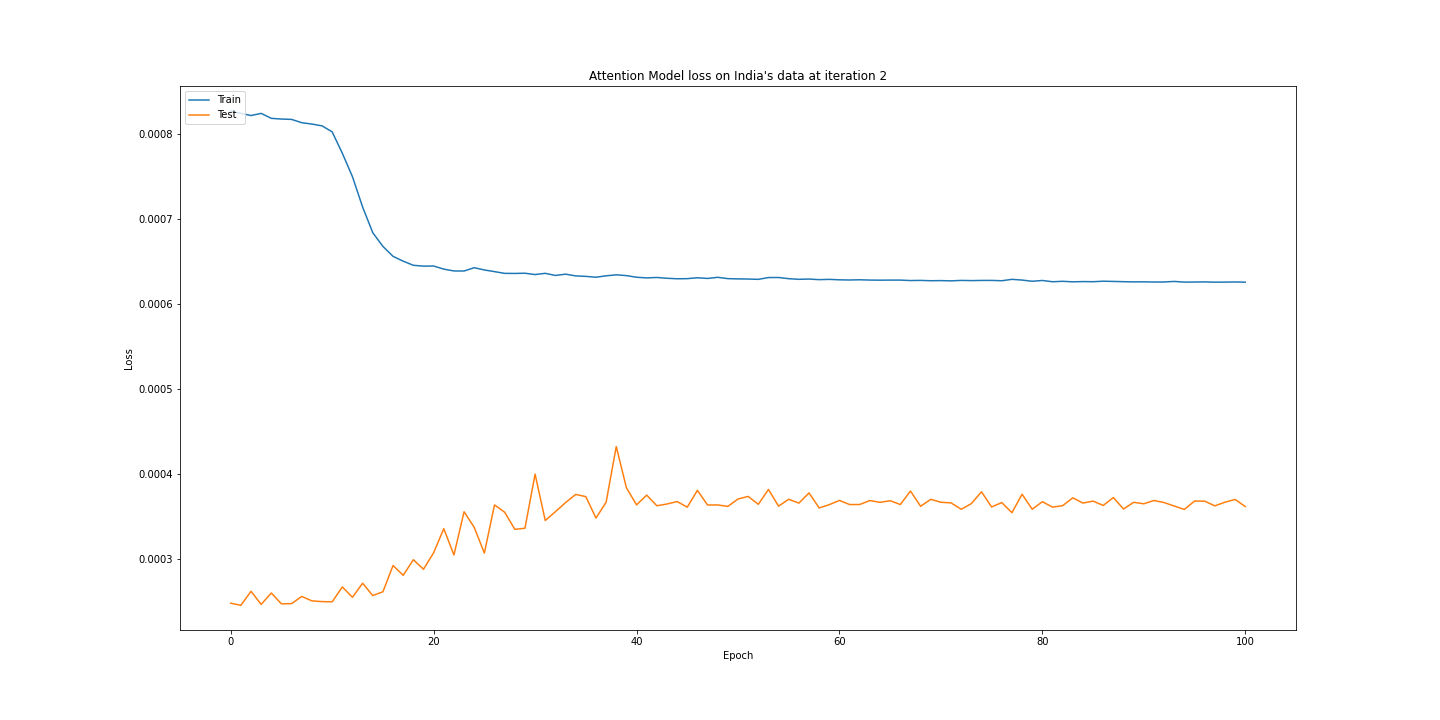 Attention Model loss on India's data at iteration 2
Train
Test
0.0008
0.0007
0.0006
0.0005
0.0004
0.0003
Loss
0 20 40 60 80 100
Epoch